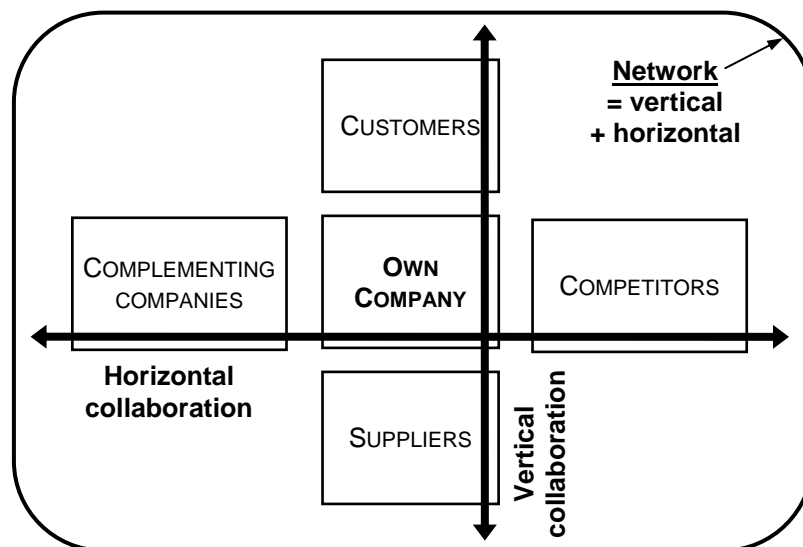 Network
= vertical
+ horizontal
CUSTOMERS
COMPLEMENTING
COMPANIES
OWN
COMPANY
COMPETITORS
Horizontal
collaboration
SUPPLIERS
Vertical
collaboration